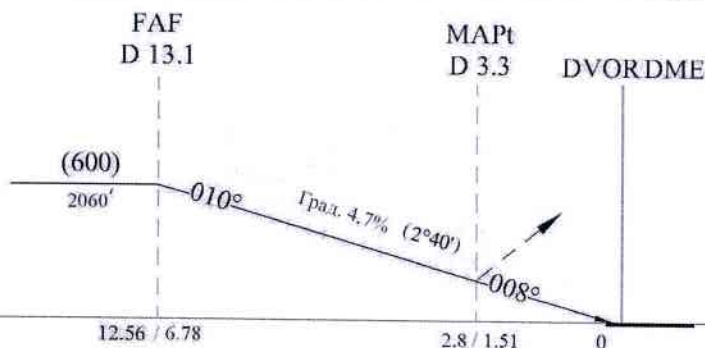 FAF
D 13.1
MAPt
D 3.3
DVOR/DME
(600)
2060'
010°
Град. 4.7% (2°40')
008°
12.56 / 6.78
2.8 / 1.51
0